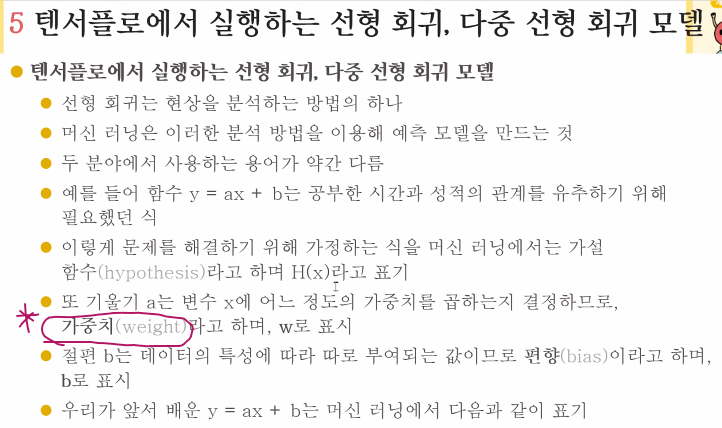 5 텐서플로에서 실행하는 선형 회귀, 다중 선형 회귀 모델
● 텐서플로에서 실행하는 선형 회귀, 다중 선형 회귀 모델
● 선형 회귀는 현상을 분석하는 방법의 하나
● 머신 러닝은 이러한 분석 방법을 이용해 예측 모델을 만드는 것
● 두 분야에서 사용하는 용어가 약간 다름
● 예를 들어 함수 y = ax + b는 공부한 시간과 성적의 관계를 유추하기 위해
필요했던 식
● 이렇게 문제를 해결하기 위해 가정하는 식을 머신 러닝에서는 가설
함수(hypothesis)라고 하며 H(x)라고 표기
● 또 기울기 a는 변수 x에 어느 정도의 가중치를 곱하는지 결정하므로,
가중치(weight)라고 하며, w로 표시
● 절편 b는 데이터의 특성에 따라 따로 부여되는 값이므로 편향(bias)이라고 하며,
b로 표시
● 우리가 앞서 배운 y = ax + b는 머신 러닝에서 다음과 같이 표기